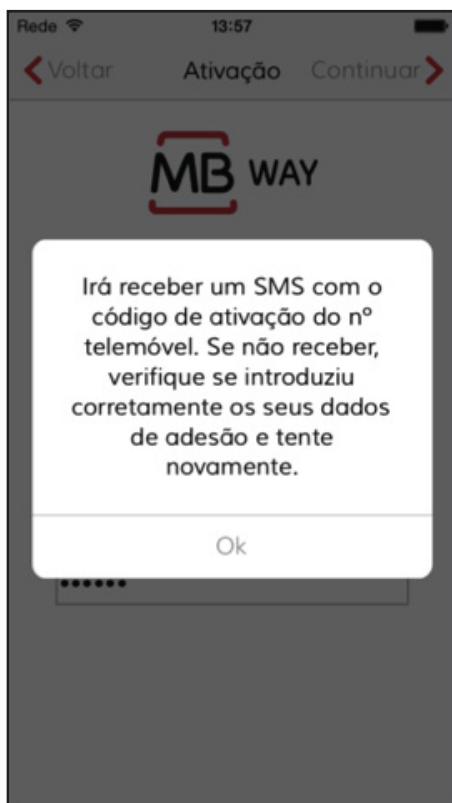 Rede 13:57
Voltar Ativação Continuar
MB WAY
Irá receber um SMS com o
código de ativação do nº
telemóvel. Se não receber,
verifique se introduziu
corretamente os seus dados
de adesão e tente
novamente.
Ok
••••••